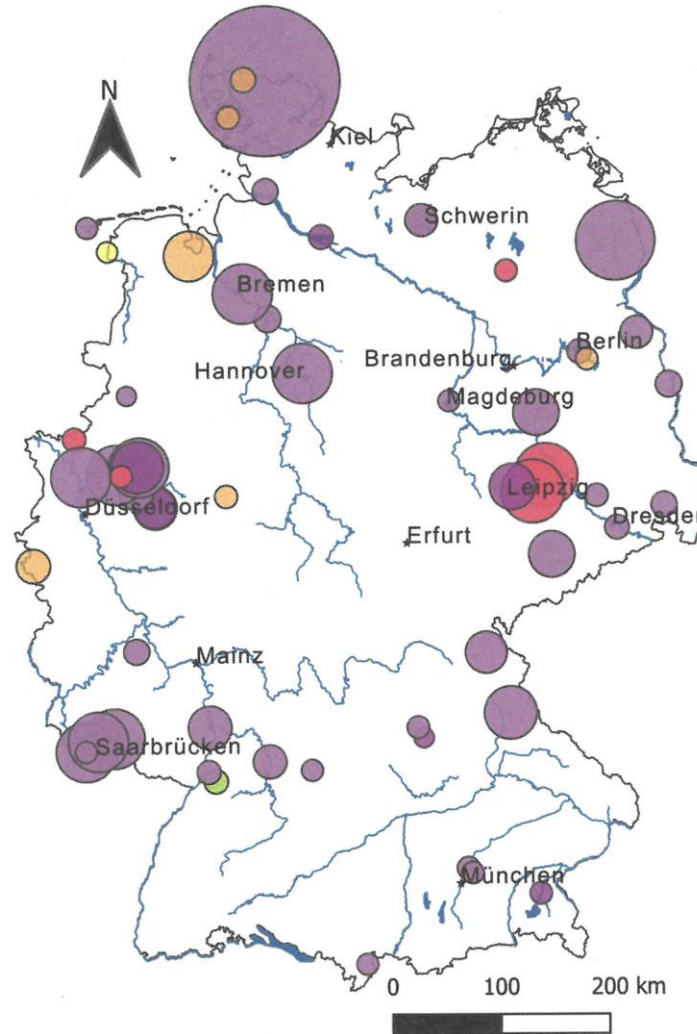 N
Kiel
Schwerin
Bremen
Berlin
Brandenburg
Hannover
Magdeburg
Leipzig
Düsseldorf
Dresden
Erfurt
Mainz
Saarbrücken
München
0 100 200 km